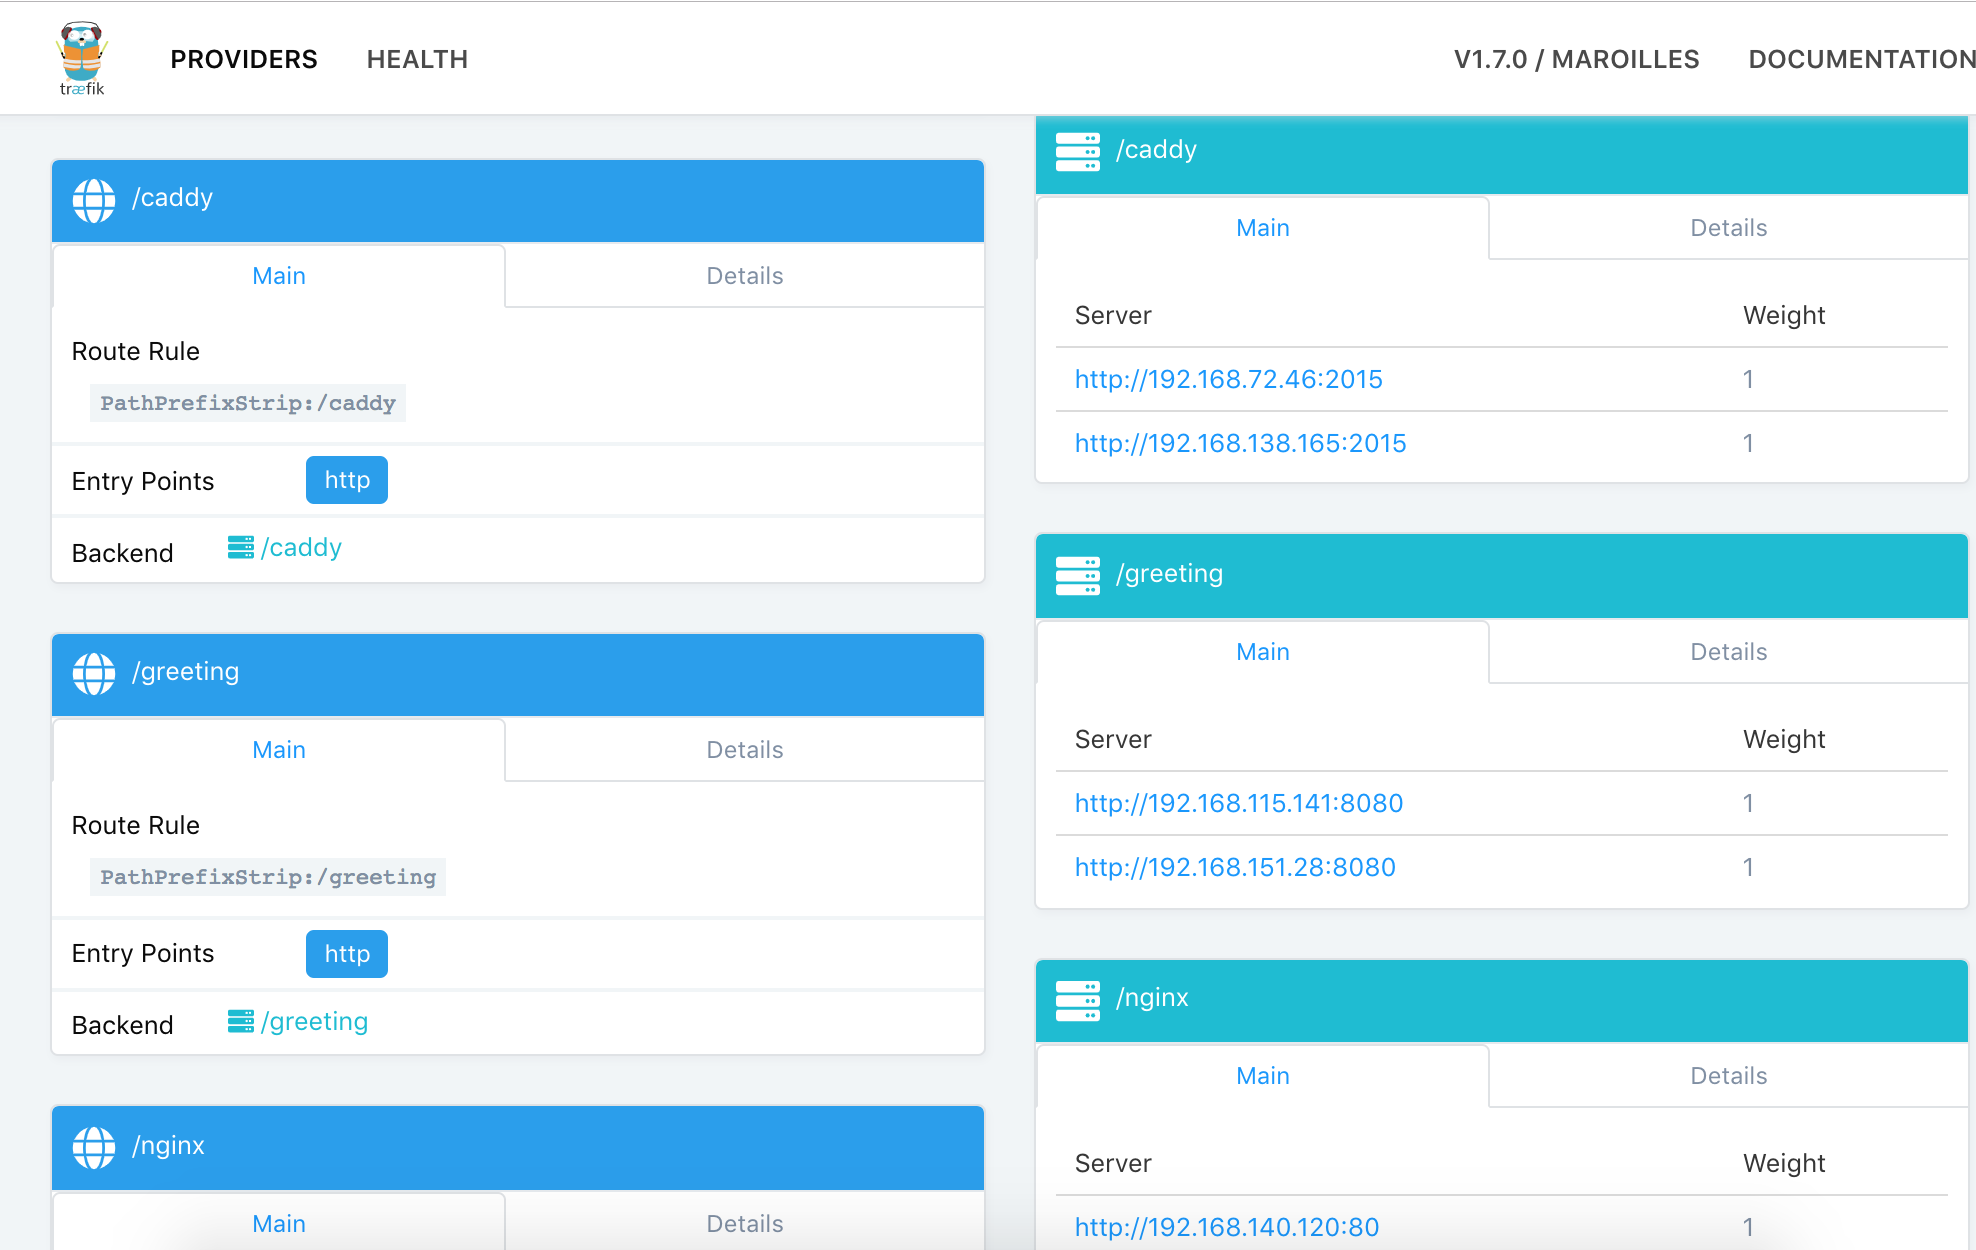 træfik
PROVIDERS HEALTH V1.7.0 / MAROILLES DOCUMENTATION
/caddy
Main Details
Route Rule
PathPrefixStrip:/caddy
Entry Points http
Backend /caddy
/greeting
Main Details
Route Rule
PathPrefixStrip:/greeting
Entry Points http
Backend /greeting
/nginx
Main Details
/caddy
Main Details
Server Weight
http://192.168.72.46:2015 1
http://192.168.138.165:2015 1
/greeting
Main Details
Server Weight
http://192.168.115.141:8080 1
http://192.168.151.28:8080 1
/nginx
Main Details
Server Weight
http://192.168.140.120:80 1